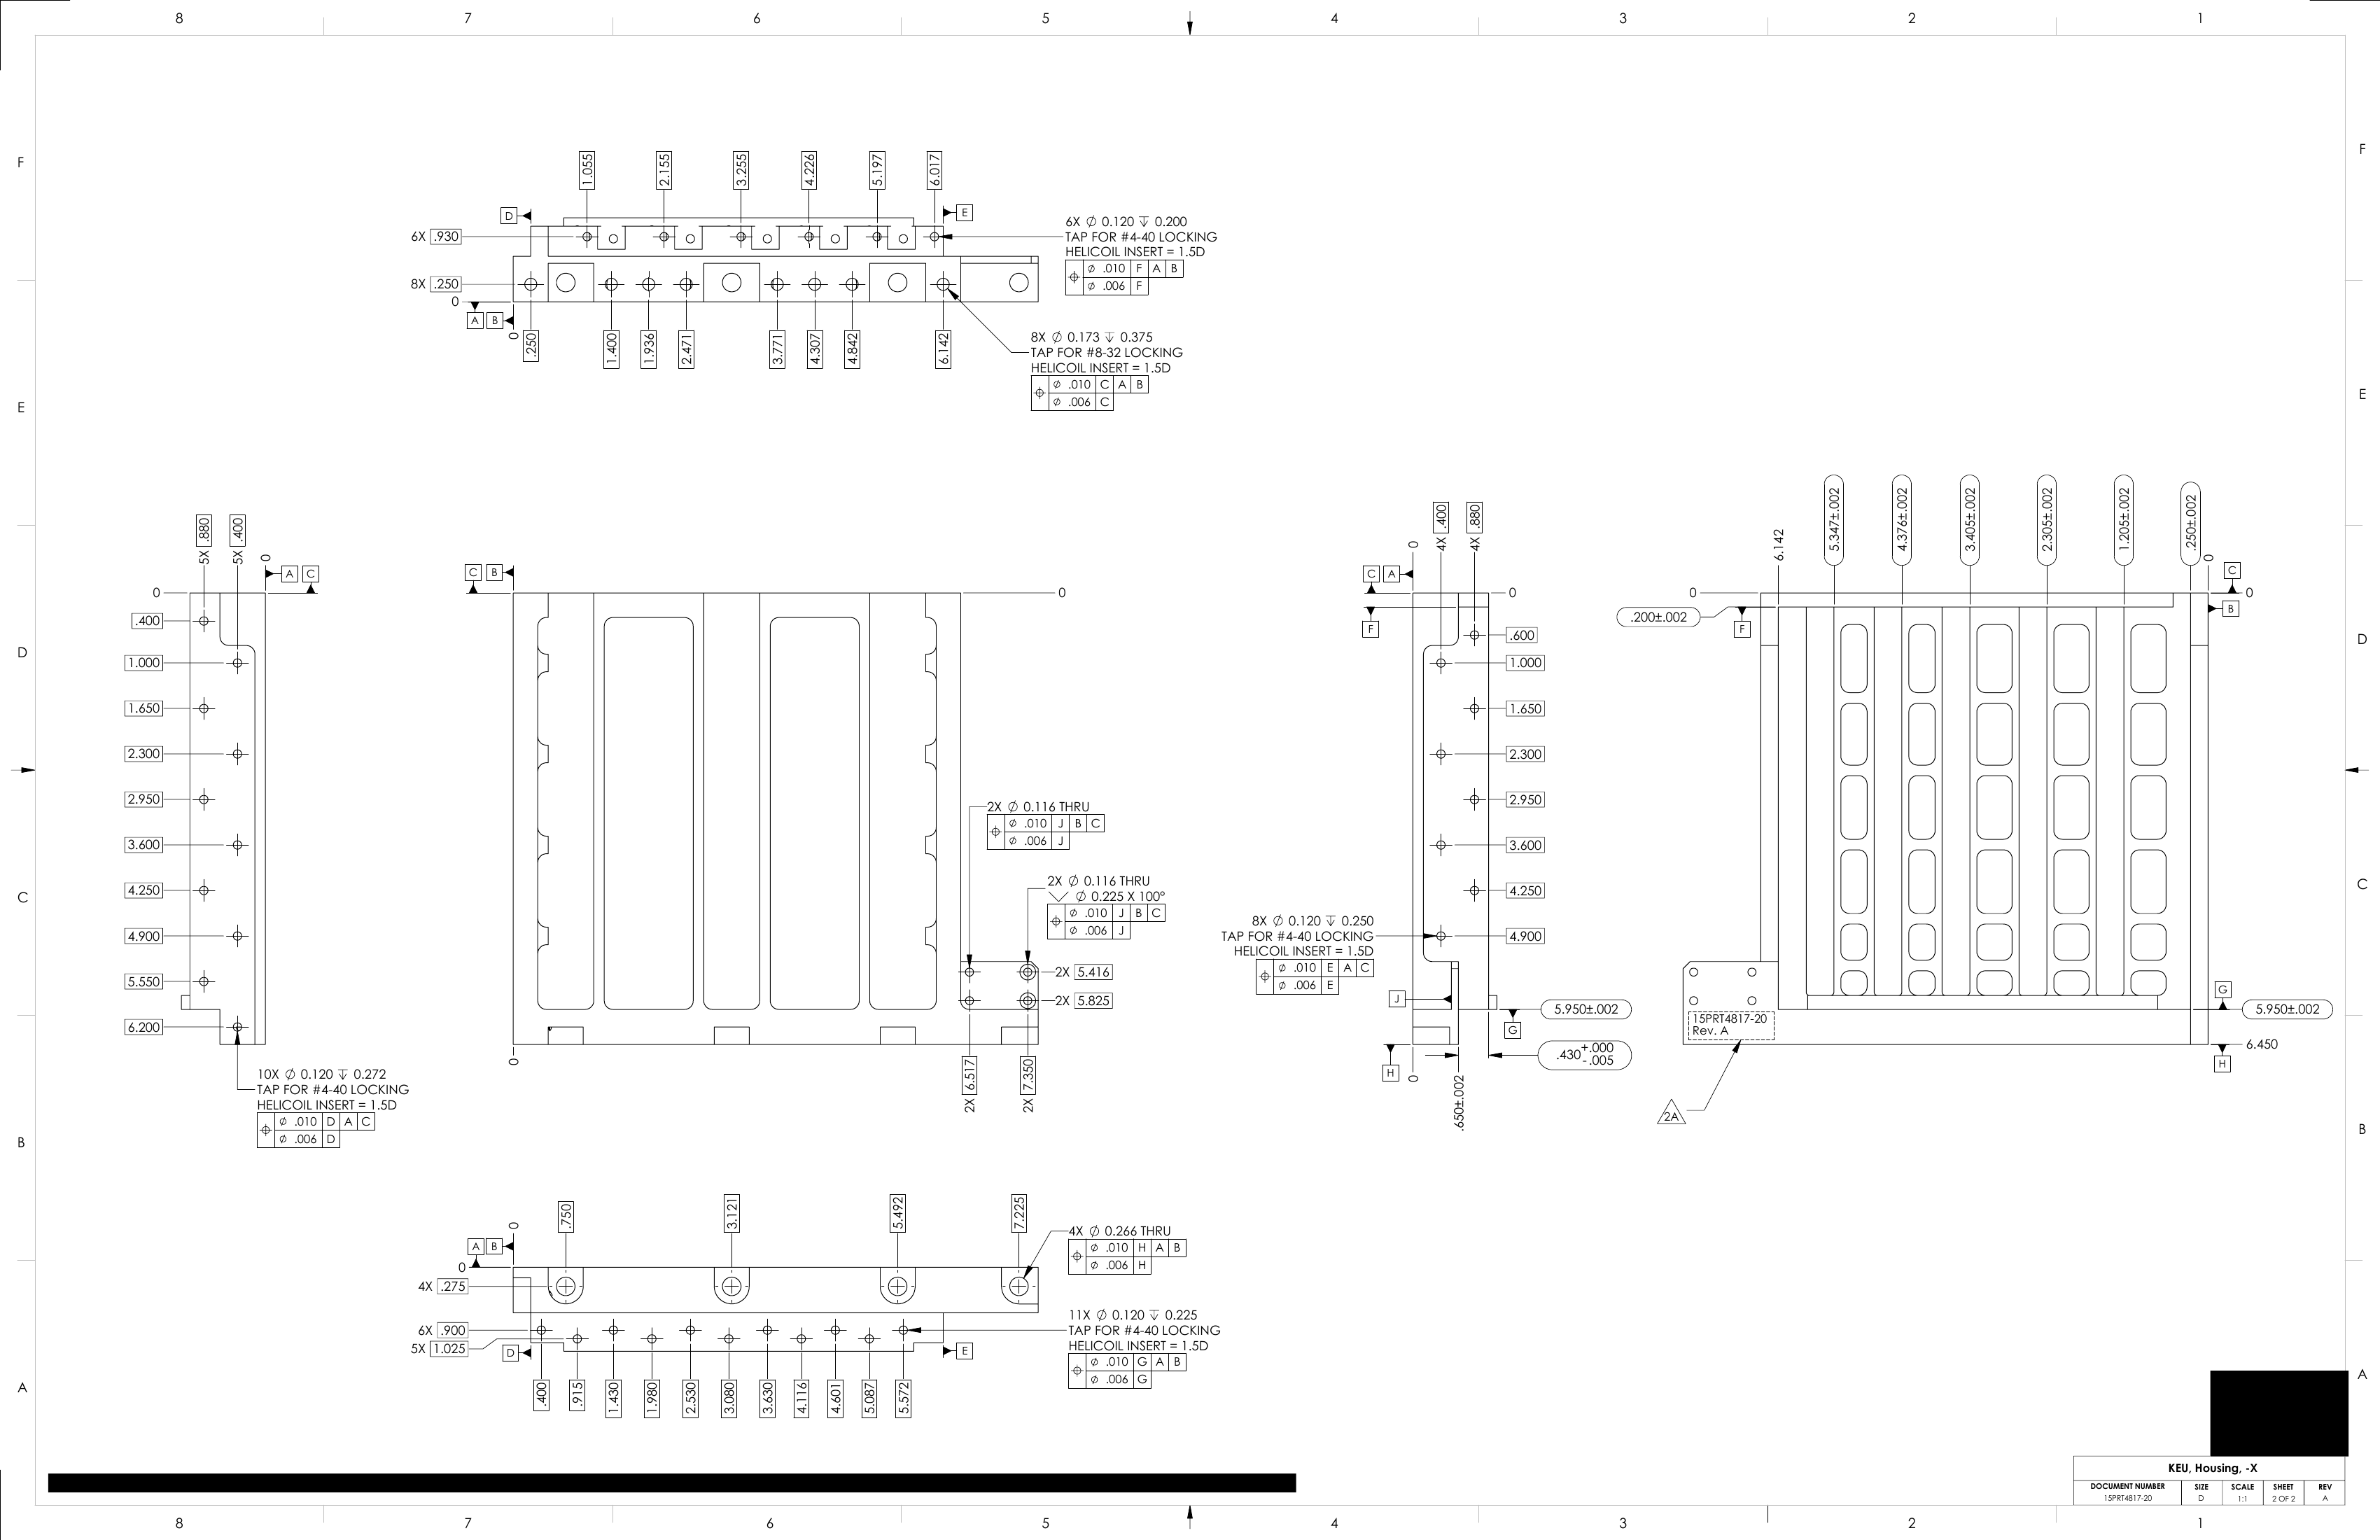 8 7 6 5 4 3 2 1
F F
E E
D D
C C
B B
A A
1.055 2.155 3.255 4.226 5.197 6.017
D E
6X .930
8X .250
0
A B
0
.250 1.400 1.936 2.471 3.771 4.307 4.842 6.142
6X Ø 0.120 ↧ 0.200
TAP FOR #4-40 LOCKING
HELICOIL INSERT = 1.5D
⌖ Ø .010 F A B
Ø .006 F
8X Ø 0.173 ↧ 0.375
TAP FOR #8-32 LOCKING
HELICOIL INSERT = 1.5D
⌖ Ø .010 C A B
Ø .006 C
5X .880
5X .400
0
A C
0
.400
1.000
1.650
2.300
2.950
3.600
4.250
4.900
5.550
6.200
10X Ø 0.120 ↧ 0.272
TAP FOR #4-40 LOCKING
HELICOIL INSERT = 1.5D
⌖ Ø .010 D A C
Ø .006 D
C B
0
2X Ø 0.116 THRU
⌖ Ø .010 J B C
Ø .006 J
2X Ø 0.116 THRU
⌵ Ø 0.225 X 100°
⌖ Ø .010 J B C
Ø .006 J
2X 5.416
2X 5.825
0
2X 6.517
2X 7.350
0
4X .400
4X .880
C A
0
F
.600
1.000
1.650
2.300
2.950
3.600
4.250
4.900
8X Ø 0.120 ↧ 0.250
TAP FOR #4-40 LOCKING
HELICOIL INSERT = 1.5D
⌖ Ø .010 E A C
Ø .006 E
J
5.950±.002
G
.430 +.000
-.005
H
0
.650±.002
6.142
5.347±.002
4.376±.002
3.405±.002
2.305±.002
1.205±.002
.250±.002
0
C
0 0
B
.200±.002
F
G
5.950±.002
15PRT4817-20
Rev. A
6.450
H
2A
0
.750 3.121 5.492 7.225
A B
0
4X .275
6X .900
5X 1.025
D E
.400 .915 1.430 1.980 2.530 3.080 3.630 4.116 4.601 5.087 5.572
4X Ø 0.266 THRU
⌖ Ø .010 H A B
Ø .006 H
11X Ø 0.120 ↧ 0.225
TAP FOR #4-40 LOCKING
HELICOIL INSERT = 1.5D
⌖ Ø .010 G A B
Ø .006 G
KEU, Housing, -X
DOCUMENT NUMBER SIZE SCALE SHEET REV
15PRT4817-20 D 1:1 2 OF 2 A
8 7 6 5 4 3 2 1